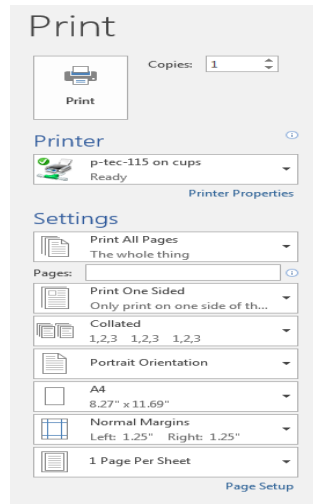 Print
Copies: 1
Print
Printer
p-tec-115 on cups
Ready
Printer Properties
Settings
Print All Pages
The whole thing
Pages:
Print One Sided
Only print on one side of th...
Collated
1,2,3 1,2,3 1,2,3
Portrait Orientation
A4
8.27" x 11.69"
Normal Margins
Left: 1.25" Right: 1.25"
1 Page Per Sheet
Page Setup